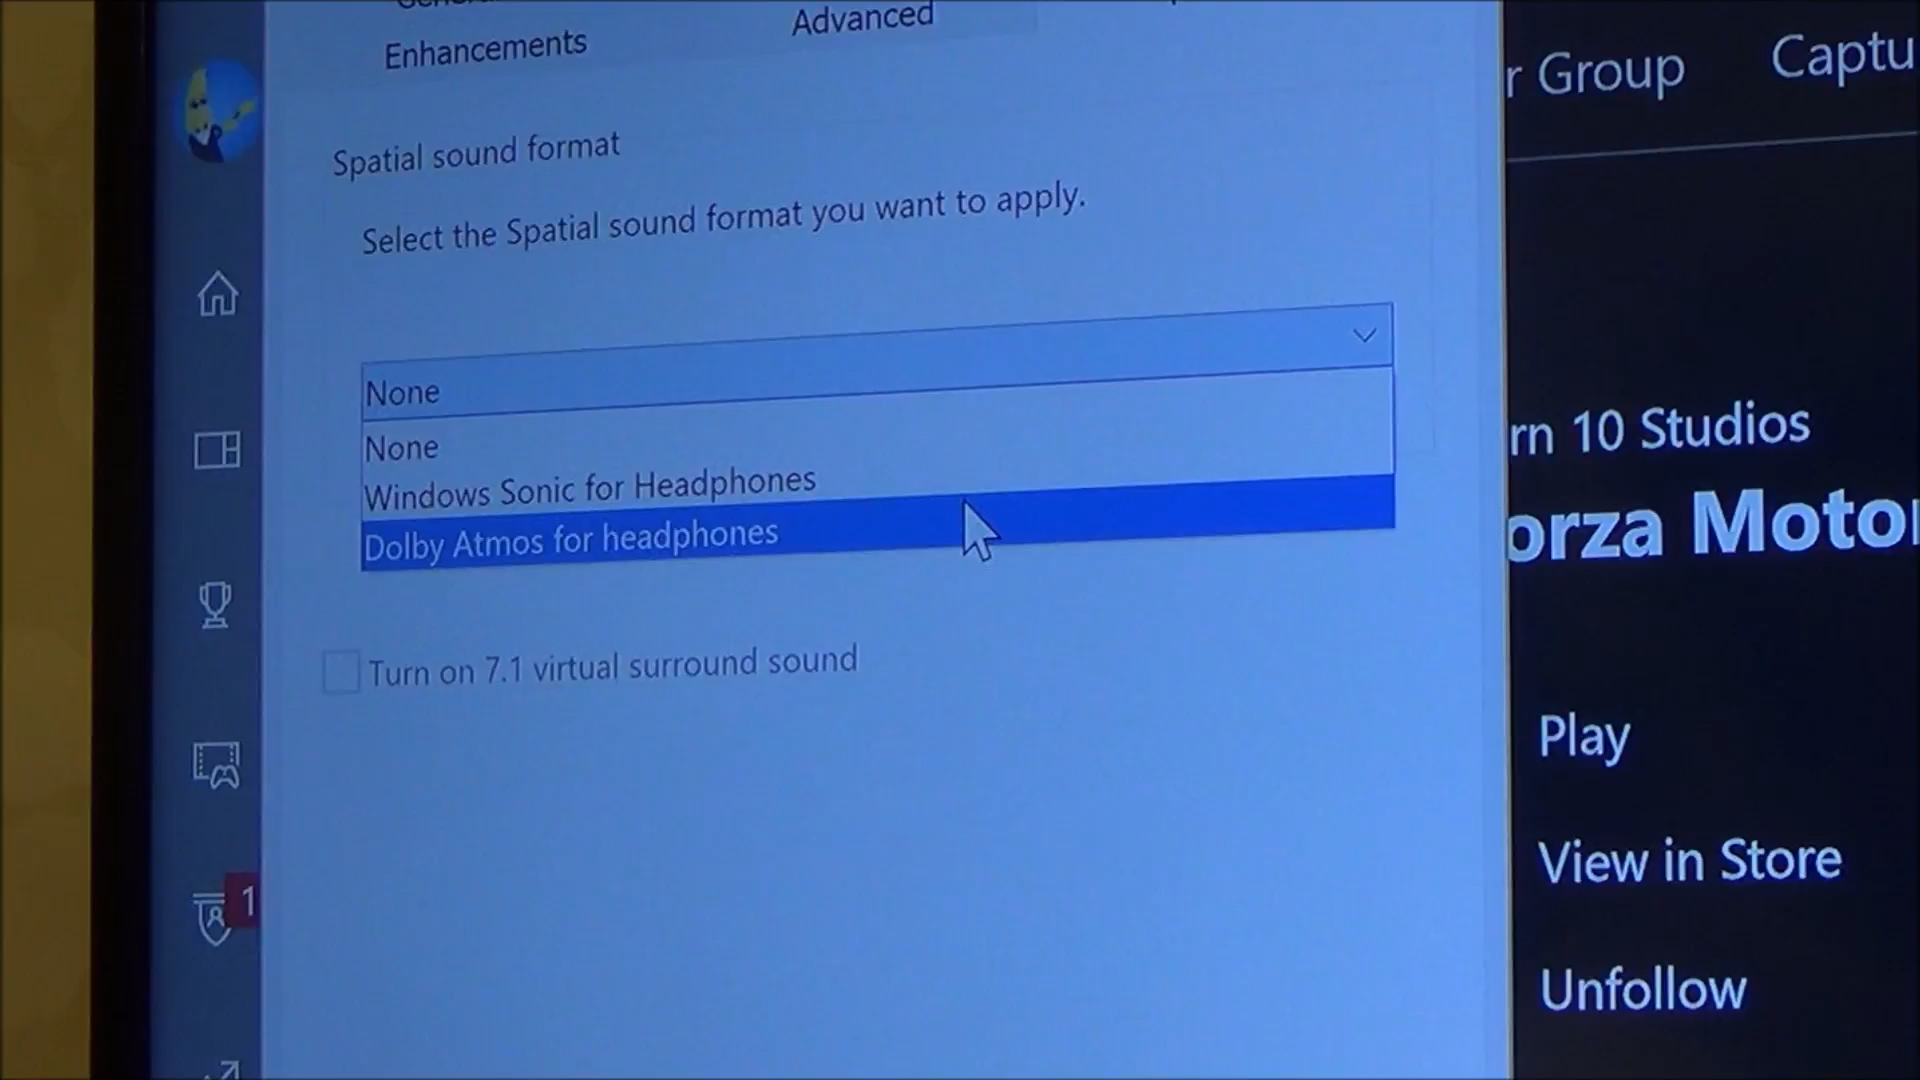 Enhancements
Advanced
Spatial sound format
Select the Spatial sound format you want to apply.
None
None
Windows Sonic for Headphones
Dolby Atmos for headphones
Turn on 7.1 virtual surround sound
1
r Group
Captu
rn 10 Studios
orza Motor
Play
View in Store
Unfollow